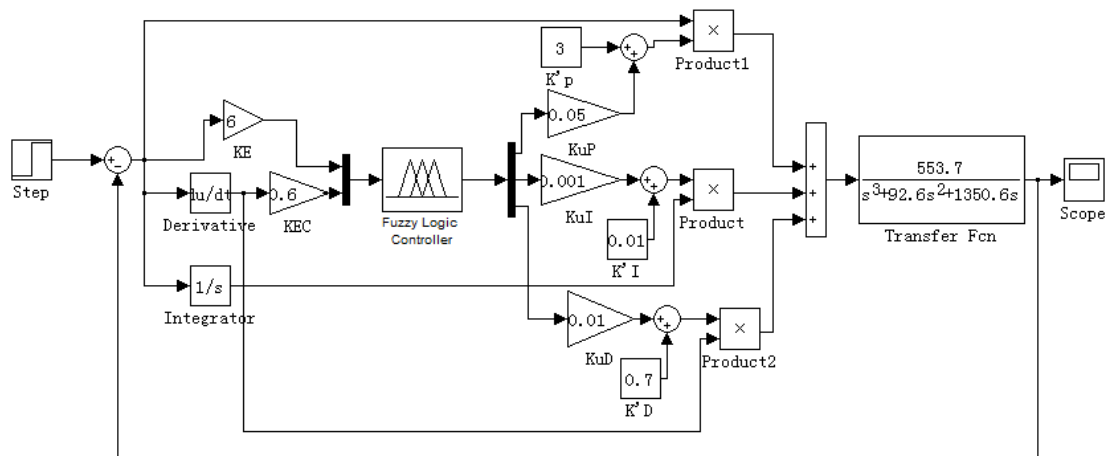 3
K'p
×
Product1
6
KE
0.05
KuP
+
-
Step
du/dt
Derivative
0.6
KEC
Fuzzy Logic
Controller
0.001
KuI
+
+
0.01
K'I
×
Product
+
+
+
553.7
s³+92.6s²+1350.6s
Transfer Fcn
Scope
1/s
Integrator
0.01
KuD
+
+
0.7
K'D
×
Product2
+
+